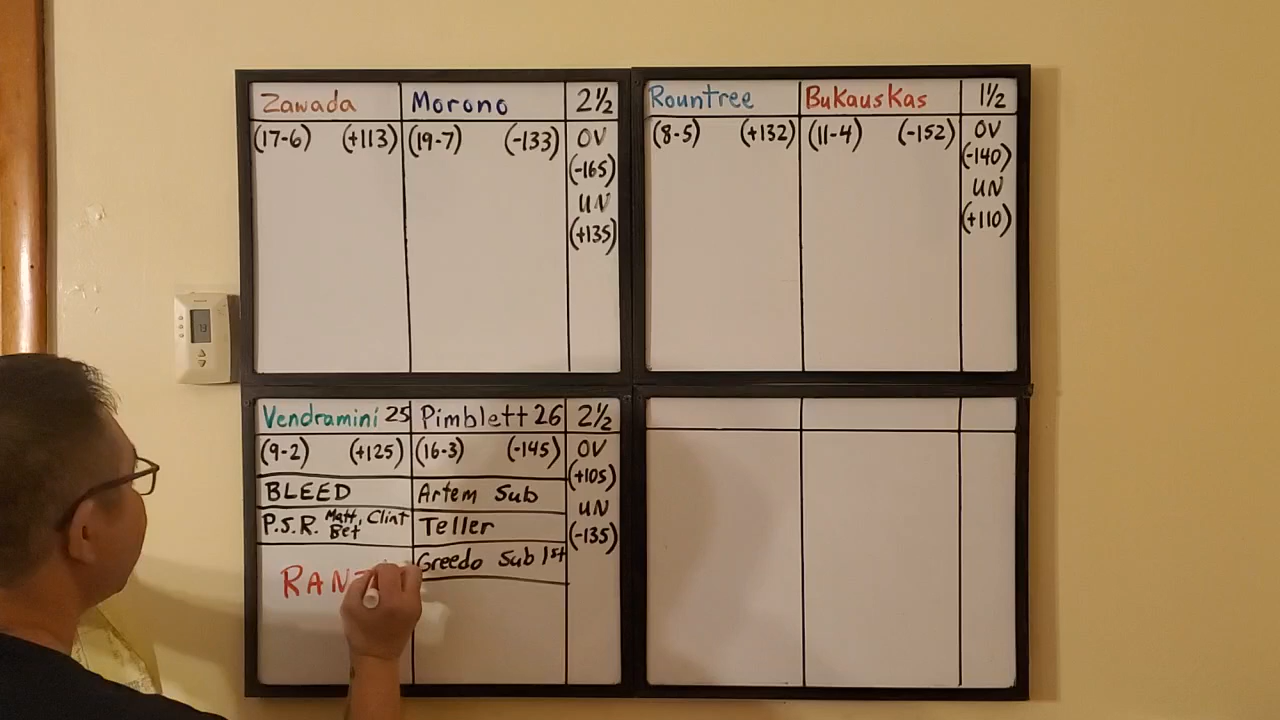 Zawada Morono 2½
(17-6) (+113) (19-7) (-133) OV
(-165)
UN
(+135)
Rountree Bukauskas 1½
(8-5) (+132) (11-4) (-152) OV
(-140)
UN
(+110)
Vendramini 25 Pimblett 26 2½
(9-2) (+125) (16-3) (-145) OV
(+105)
BLEED Artem Sub
UN
P.S.R. Matt, Clint Teller
Bet
(-135)
Greedo Sub 1st